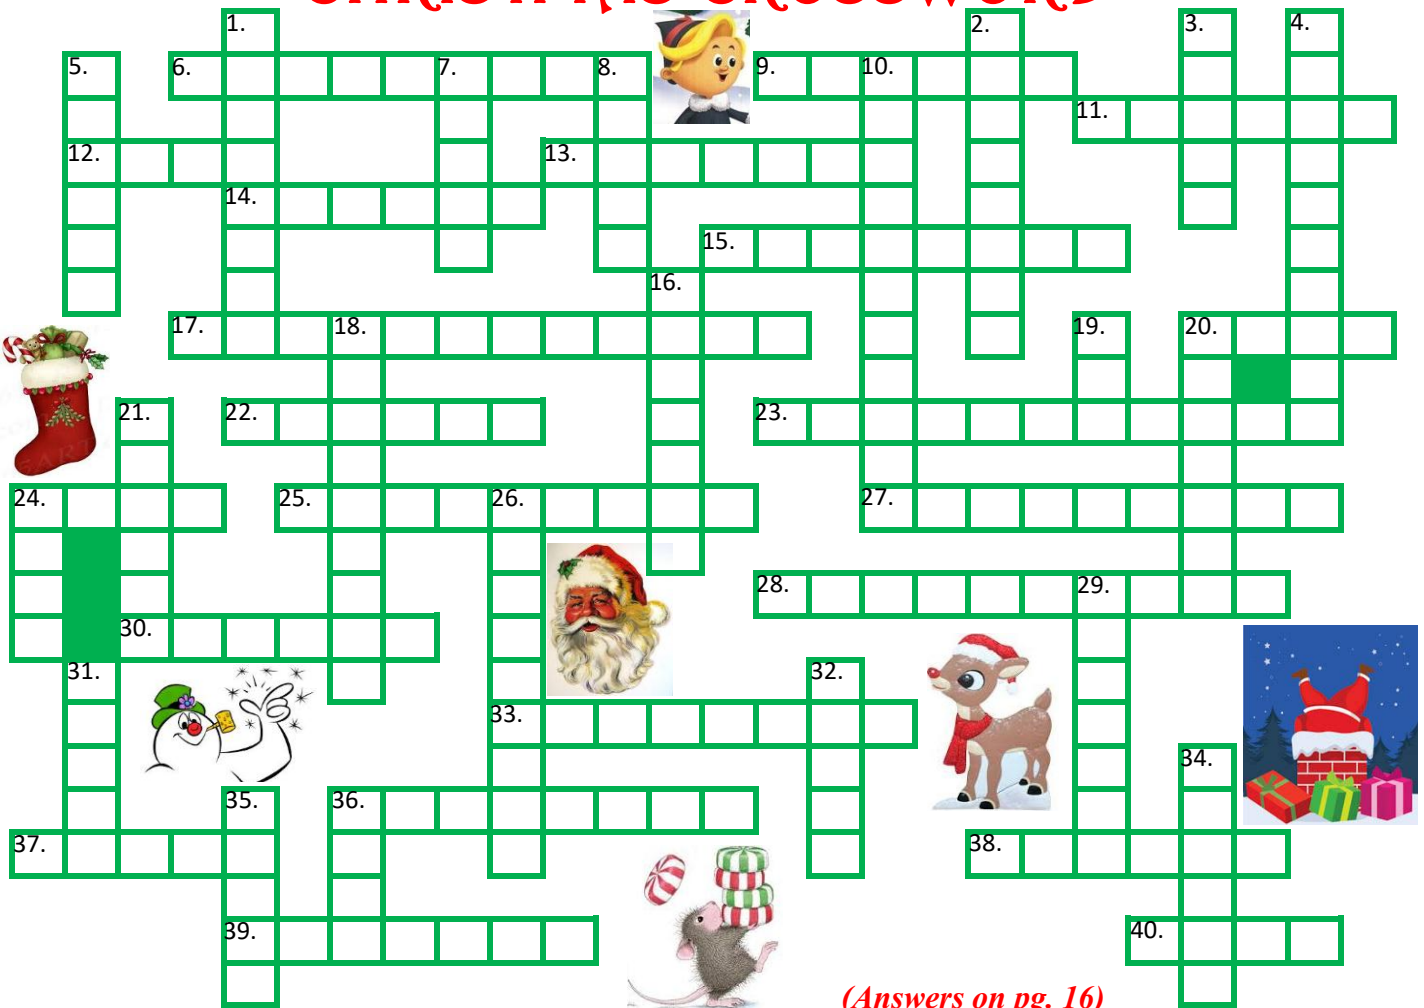 CHRISTMAS CROSSWORD
1. 2. 3. 4.
5. 6. 7. 8. 9. 10.
11.
12. 13.
14.
15.
16.
17. 18. 19. 20.
21. 22. 23.
24. 25. 26. 27.
28. 29.
30.
31. 32.
33.
34.
35. 36.
37. 38.
39. 40.
(Answers on pg. 16)